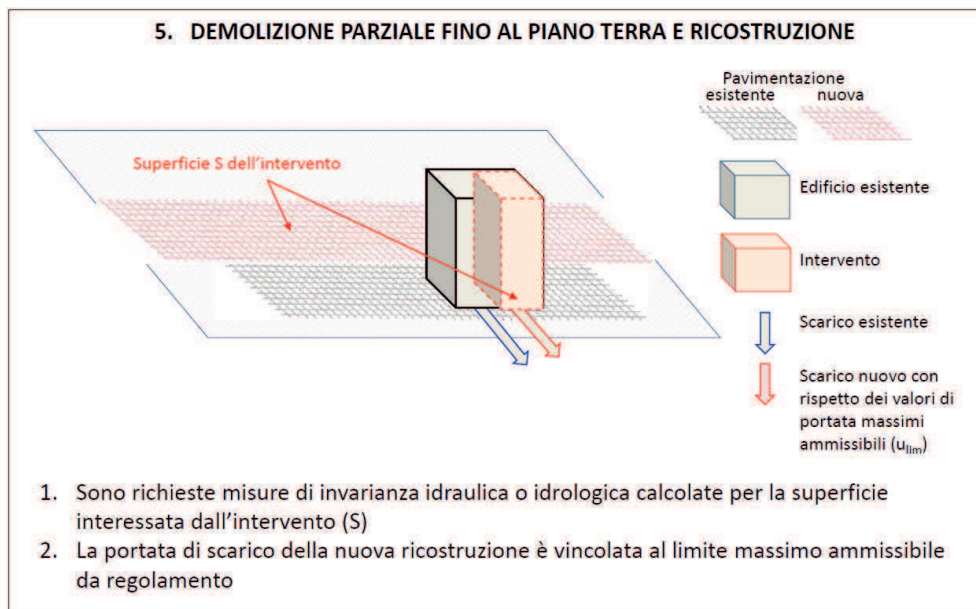 5. DEMOLIZIONE PARZIALE FINO AL PIANO TERRA E RICOSTRUZIONE
Pavimentazione
esistente nuova
Superficie S dell'intervento
Edificio esistente
Intervento
Scarico esistente
Scarico nuovo con
rispetto dei valori di
portata massimi
ammissibili (ulim)
1. Sono richieste misure di invarianza idraulica o idrologica calcolate per la superficie
interessata dall'intervento (S)
2. La portata di scarico della nuova ricostruzione è vincolata al limite massimo ammissibile
da regolamento